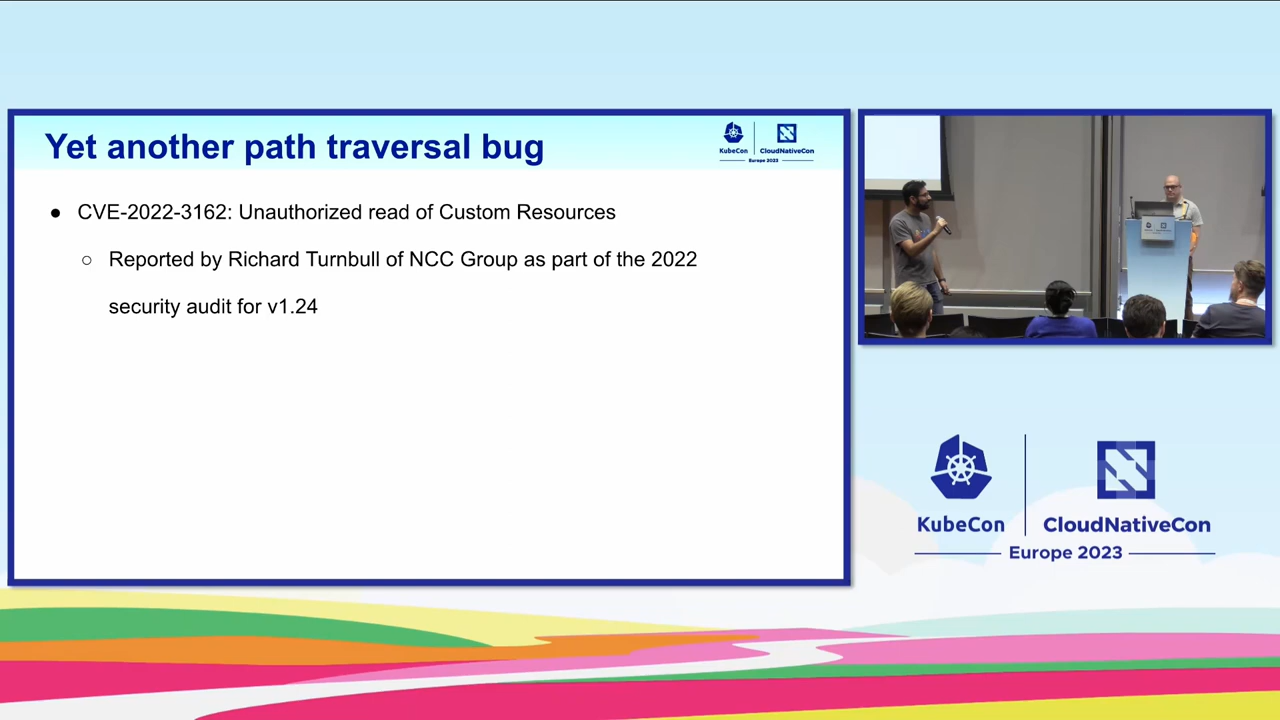 Yet another path traversal bug
KubeCon
CloudNativeCon
Europe 2023
● CVE-2022-3162: Unauthorized read of Custom Resources
○ Reported by Richard Turnbull of NCC Group as part of the 2022
security audit for v1.24
KubeCon
CloudNativeCon
Europe 2023